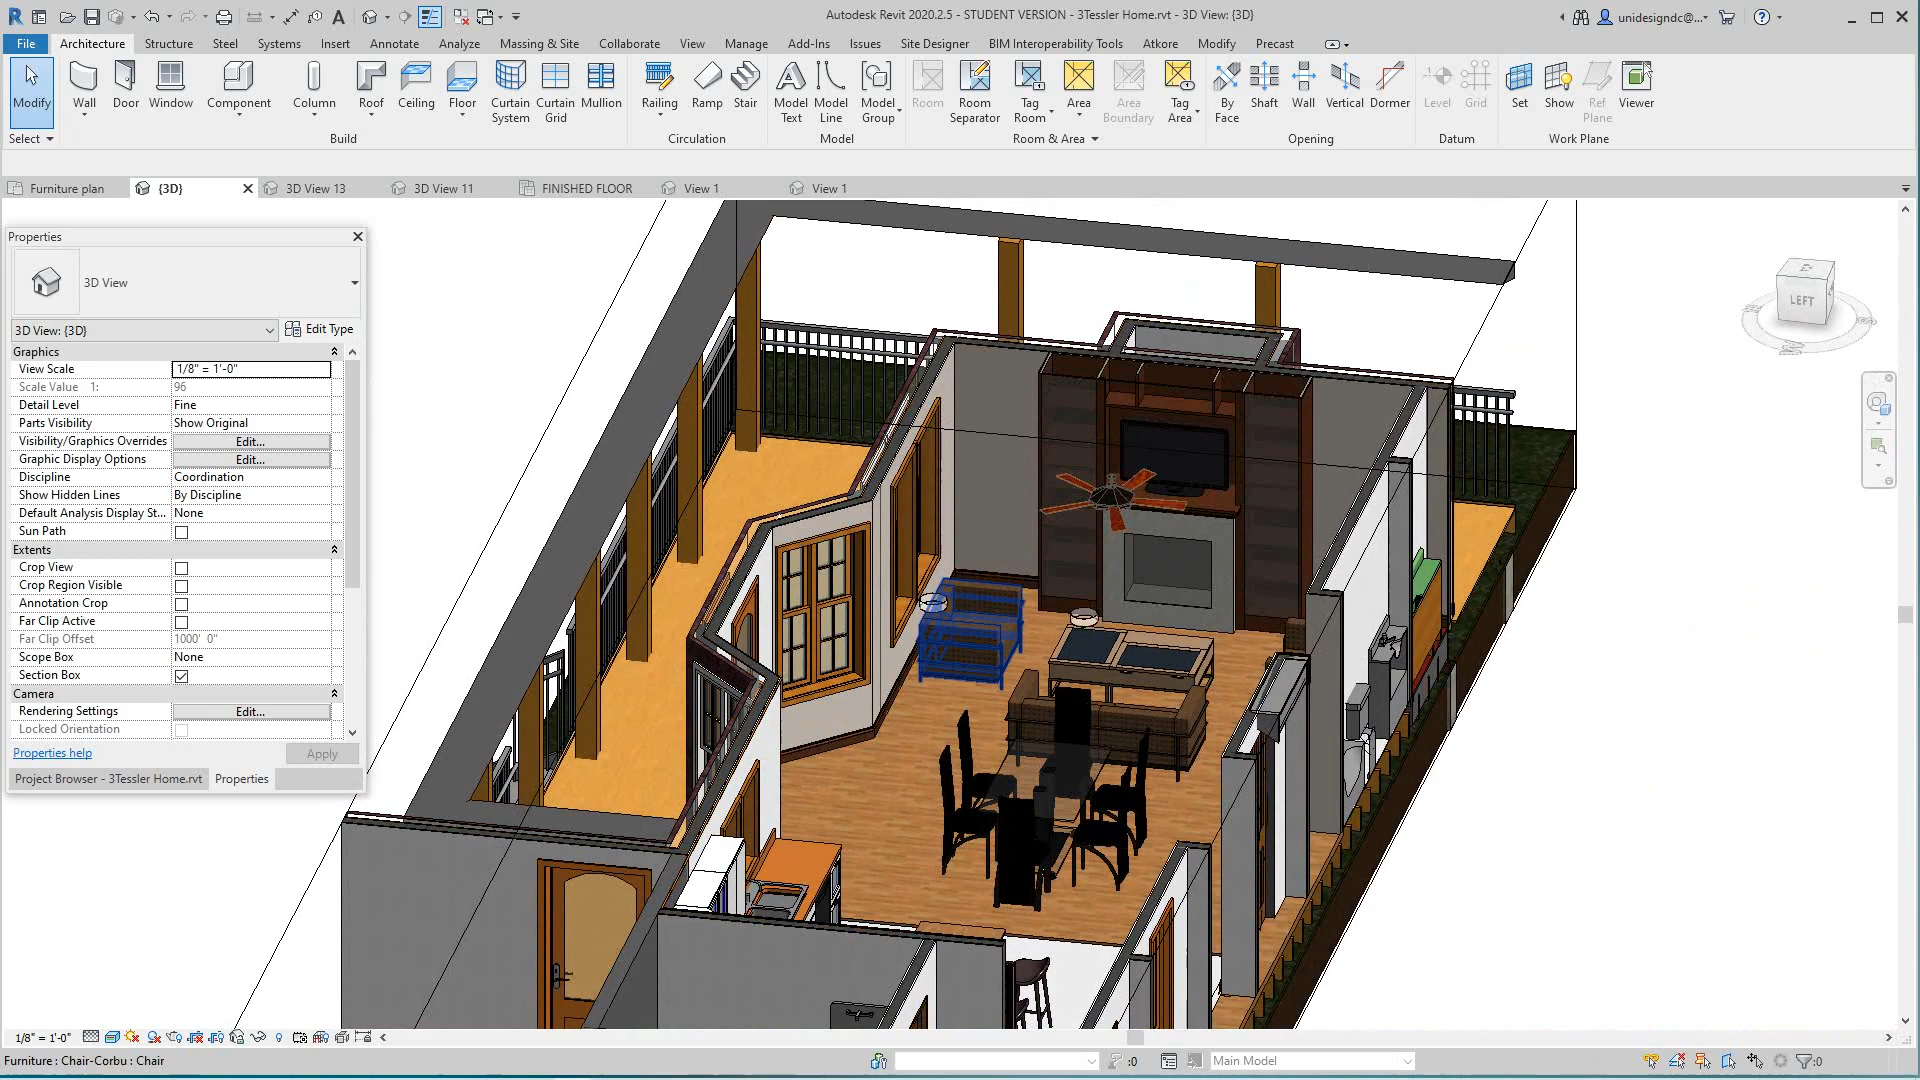 Autodesk Revit 2020.2.5 - STUDENT VERSION - 3Tessler Home.rvt - 3D View: {3D}
unidesigndc@...
File Architecture Structure Steel Systems Insert Annotate Analyze Massing & Site Collaborate View Manage Add-Ins Issues Site Designer BIM Interoperability Tools Atkore Modify Precast
Modify Wall Door Window Component Column Roof Ceiling Floor Curtain System Curtain Grid Mullion Railing Ramp Stair Model Text Model Line Model Group Room Room Separator Tag Room Area Area Boundary Tag Area By Face Shaft Wall Vertical Dormer Level Grid Set Show Ref Plane Viewer
Select Build Circulation Model Room & Area Opening Datum Work Plane
Furniture plan {3D} 3D View 13 3D View 11 FINISHED FLOOR View 1 View 1
Properties
3D View
3D View: {3D} Edit Type
Graphics
View Scale 1/8" = 1'-0"
Scale Value 1: 96
Detail Level Fine
Parts Visibility Show Original
Visibility/Graphics Overrides Edit...
Graphic Display Options Edit...
Discipline Coordination
Show Hidden Lines By Discipline
Default Analysis Display St... None
Sun Path
Extents
Crop View
Crop Region Visible
Annotation Crop
Far Clip Active
Far Clip Offset 1000' 0"
Scope Box None
Section Box
Camera
Rendering Settings Edit...
Locked Orientation
Properties help Apply
Project Browser - 3Tessler Home.rvt Properties
LEFT
1/8" = 1'-0"
Furniture : Chair-Corbu : Chair
:0
Main Model
:0